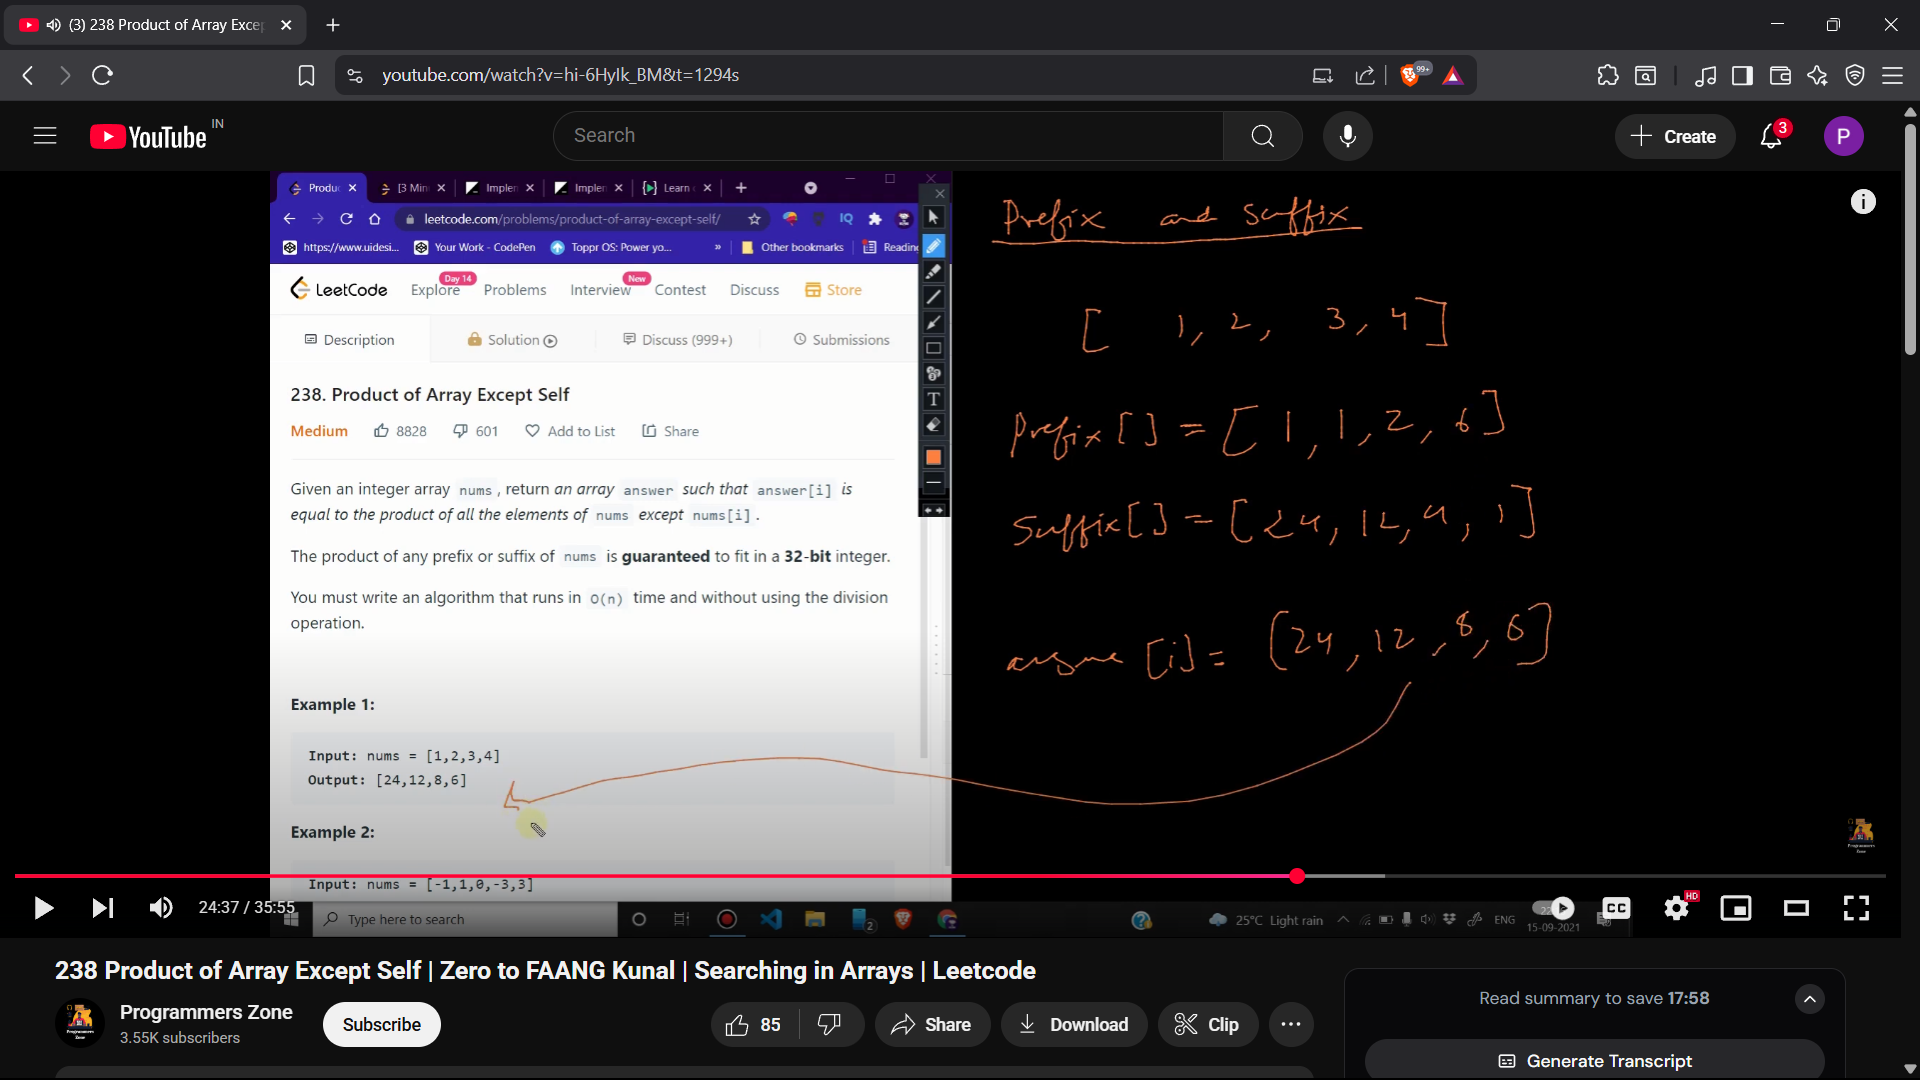 (3) 238 Product of Array Exce
youtube.com/watch?v=hi-6Hylk_BM&t=1294s
99+
YouTube IN
Search
Create
3
P
Produ
[3 Min
Implen
Implen
Learn
leetcode.com/problems/product-of-array-except-self/
IQ
https://www.uidesi...
Your Work - CodePen
Toppr OS: Power yo...
»
Other bookmarks
Reading
LeetCode
Explore
Day 14
Problems
Interview
New
Contest
Discuss
Store
Description
Solution
Discuss (999+)
Submissions
238. Product of Array Except Self
Medium
8828
601
Add to List
Share
Given an integer array nums, return an array answer such that answer[i] is
equal to the product of all the elements of nums except nums[i].
The product of any prefix or suffix of nums is guaranteed to fit in a 32-bit integer.
You must write an algorithm that runs in O(n) time and without using the division
operation.
Example 1:
Input: nums = [1,2,3,4]
Output: [24,12,8,6]
Example 2:
Input: nums = [-1,1,0,-3,3]
T
Prefix and suffix
[ 1, 2, 3, 4]
Prefix [] = [ 1, 1, 2, 6]
Suffix[] = [24, 12, 4, 1]
[i] = [24, 12, 8, 6]
24:37 / 35:55
Type here to search
2
25°C Light rain
ENG
15-09-2021
CC
HD
238 Product of Array Except Self | Zero to FAANG Kunal | Searching in Arrays | Leetcode
Programmers Zone
3.55K subscribers
Subscribe
85
Share
Download
Clip
Read summary to save 17:58
Generate Transcript